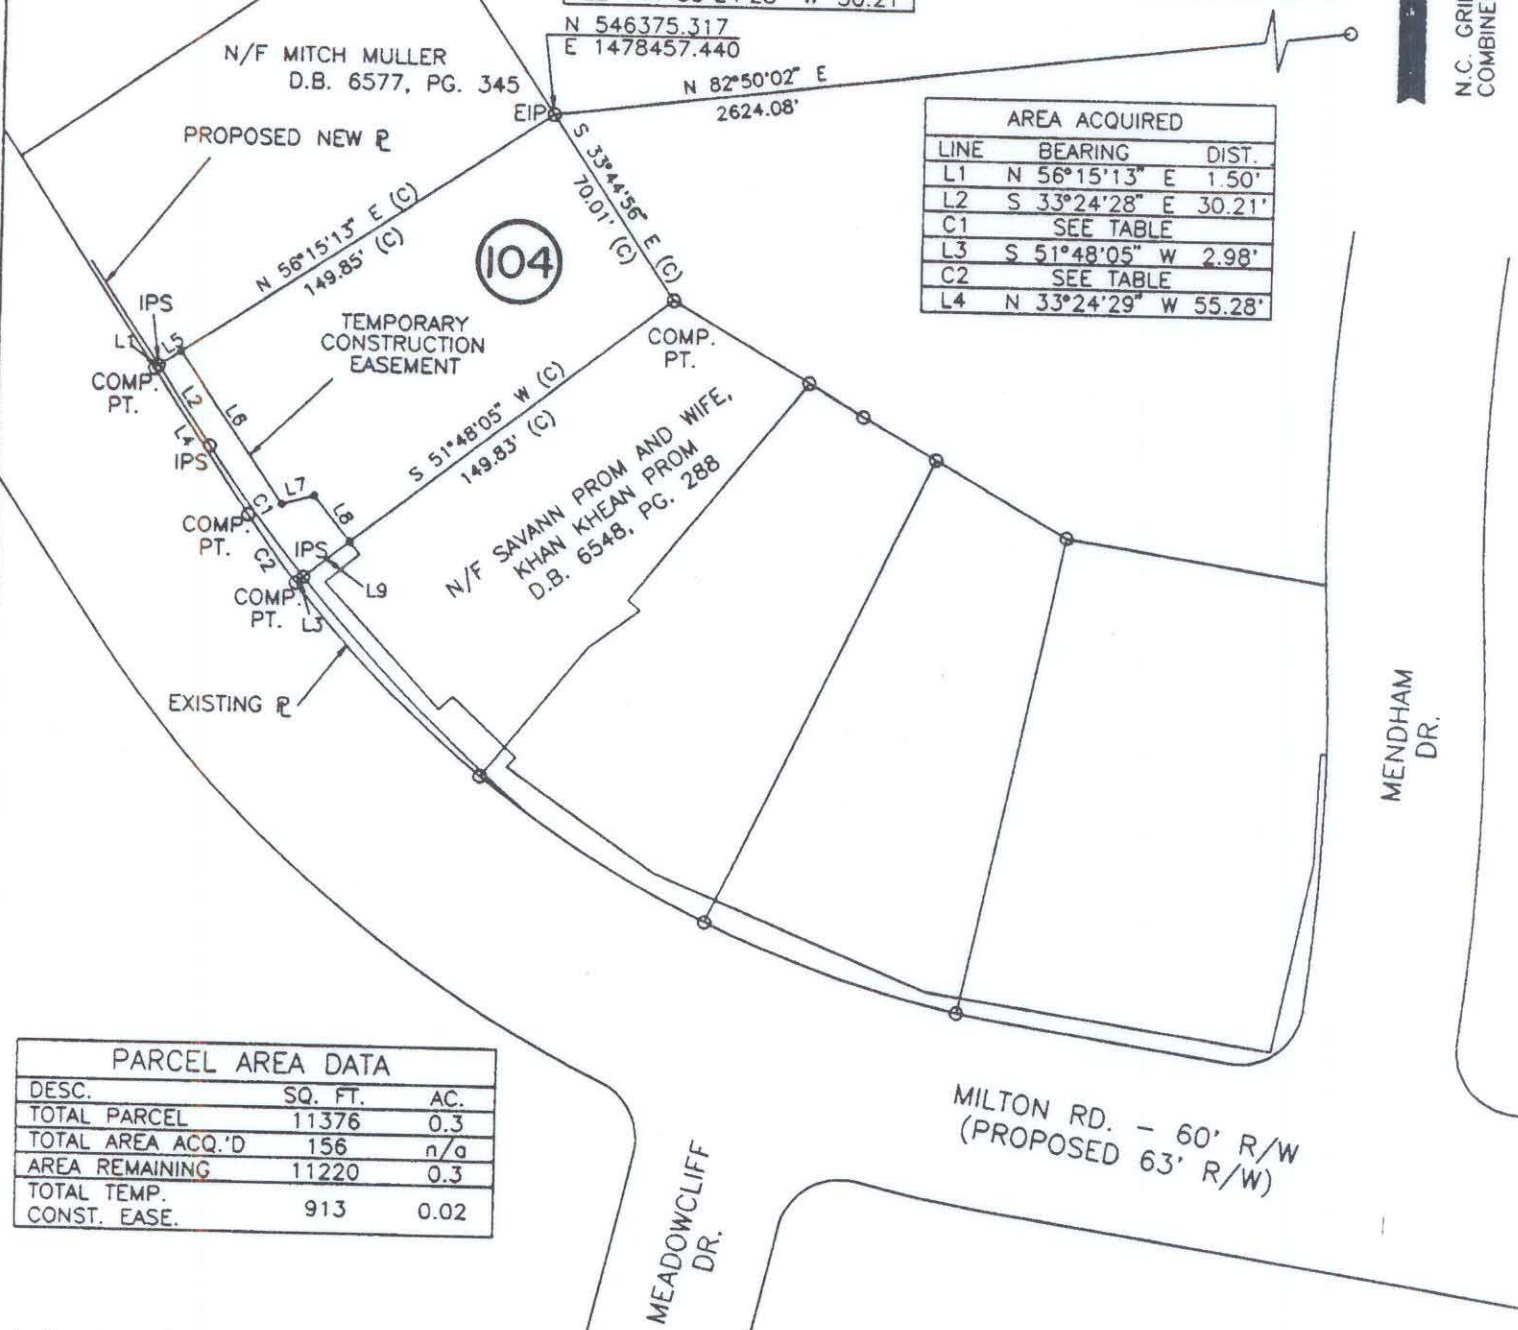 N 546375.317
E 1478457.440
N.C. GRI
COMBINE
N/F MITCH MULLER
D.B. 6577, PG. 345
N 82°50'02" E
2624.08'
EIP
PROPOSED NEW PL
S 33°44'56" E (C)
70.01' (C)
AREA ACQUIRED
LINE BEARING DIST.
L1 N 56°15'13" E 1.50'
L2 S 33°24'28" E 30.21'
C1 SEE TABLE
L3 S 51°48'05" W 2.98'
C2 SEE TABLE
L4 N 33°24'29" W 55.28'
N 56°15'13" E (C)
149.85' (C)
104
IPS
L1
L5
TEMPORARY
CONSTRUCTION
EASEMENT
COMP.
PT.
COMP.
PT.
L2
L6
L4
IPS
S 51°48'05" W (C)
149.83' (C)
L7
L8
C1
COMP.
PT.
C2
IPS
L9
COMP.
PT.
L3
N/F SAVANN PROM AND WIFE,
KHAN KHEAN PROM
D.B. 6548, PG. 288
EXISTING PL
MENDHAM
DR.
PARCEL AREA DATA
DESC. SQ. FT. AC.
TOTAL PARCEL 11376 0.3
TOTAL AREA ACQ.'D 156 n/a
AREA REMAINING 11220 0.3
TOTAL TEMP.
CONST. EASE. 913 0.02
MILTON RD. - 60' R/W
(PROPOSED 63' R/W)
MEADOWCLIFF
DR.